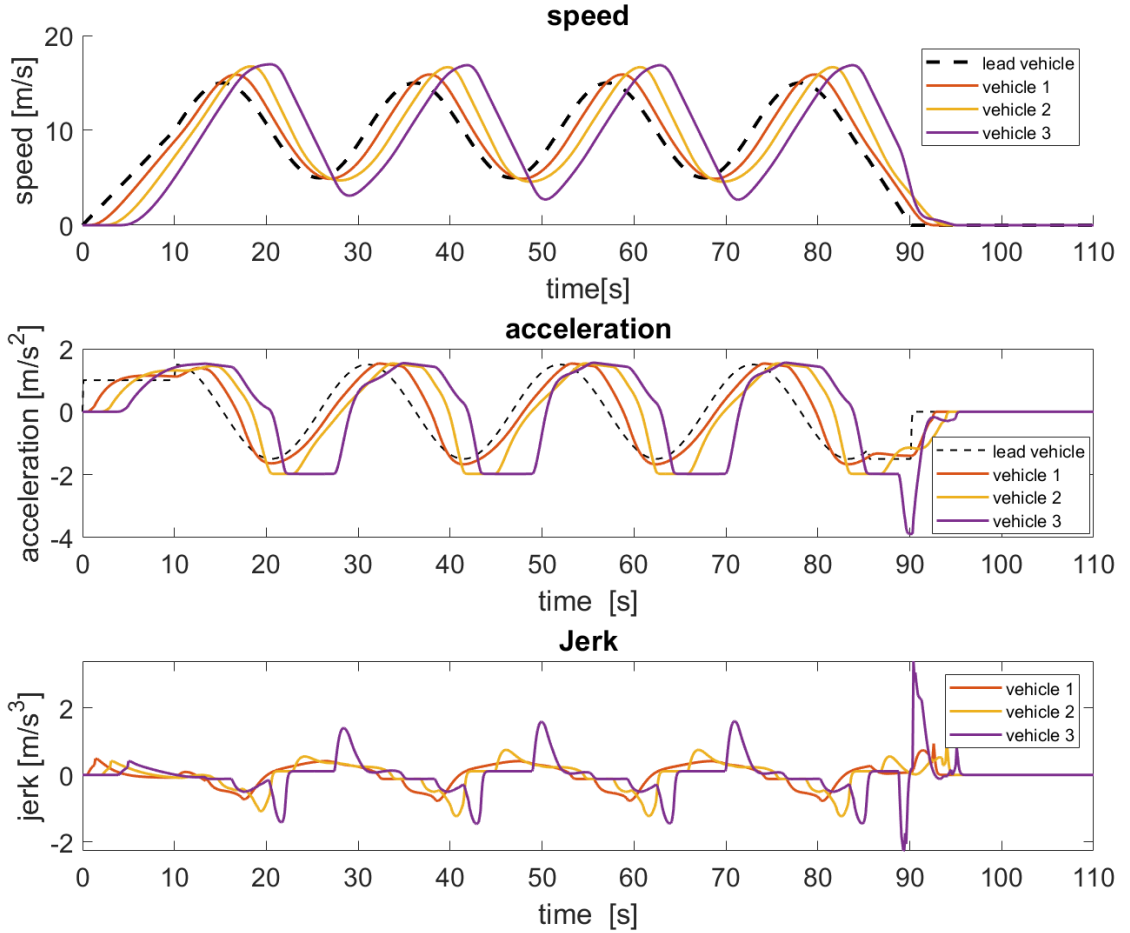 speed
20
10
0
speed [m/s]
lead vehicle
vehicle 1
vehicle 2
vehicle 3
0 10 20 30 40 50 60 70 80 90 100 110
time[s]
acceleration
2
0
-2
-4
acceleration [m/s²]
lead vehicle
vehicle 1
vehicle 2
vehicle 3
0 10 20 30 40 50 60 70 80 90 100 110
time [s]
Jerk
2
0
-2
jerk [m/s³]
vehicle 1
vehicle 2
vehicle 3
0 10 20 30 40 50 60 70 80 90 100 110
time [s]